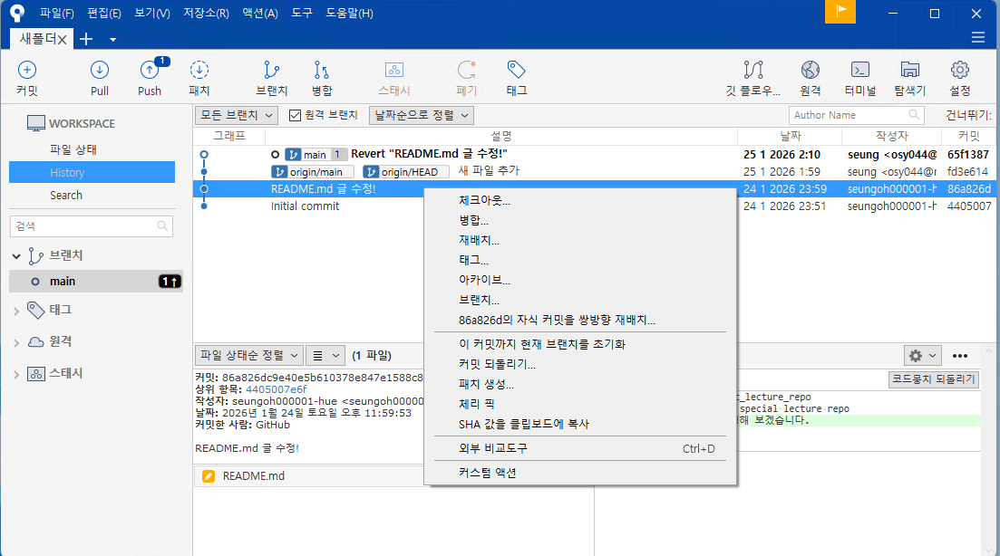 파일(F) 편집(E) 보기(V) 저장소(R) 액션(A) 도구 도움말(H)
새폴더
커밋 Pull 1 Push 패치 브랜치 병합 스태시 폐기 태그 깃 플로우... 원격 터미널 탐색기 설정
WORKSPACE
파일 상태
History
Search
검색
브랜치
main 1↑
태그
원격
스태시
모든 브랜치 원격 브랜치 날짜순으로 정렬 Author Name 건너뛰기:
그래프 설명 날짜 작성자 커밋
main 1 Revert "README.md 글 수정!" 25 1 2026 2:10 seung <osy044@ 65f1387
origin/main origin/HEAD 새 파일 추가 25 1 2026 1:59 seung <osy044@r fd3e614
README.md 글 수정! 24 1 2026 23:59 seungoh000001-h 86a826d
Initial commit 24 1 2026 23:51 seungoh000001-h 4405007
체크아웃...
병합...
재배치...
태그...
아카이브...
브랜치...
86a826d의 자식 커밋을 쌍방향 재배치...
이 커밋까지 현재 브랜치를 초기화
커밋 되돌리기...
패치 생성...
체리 픽
SHA 값을 클립보드에 복사
외부 비교도구 Ctrl+D
커스텀 액션
파일 상태순 정렬 (1 파일)
커밋: 86a826dc9e40e5b610378e847e1588c8
상위 항목: 4405007e6f
작성자: seungoh000001-hue <seungoh00000
날짜: 2026년 1월 24일 토요일 오후 11:59:53
커밋한 사람: GitHub
README.md 글 수정!
README.md
코드뭉치 되돌리기
_lecture_repo
special-lecture-repo
해 보겠습니다.